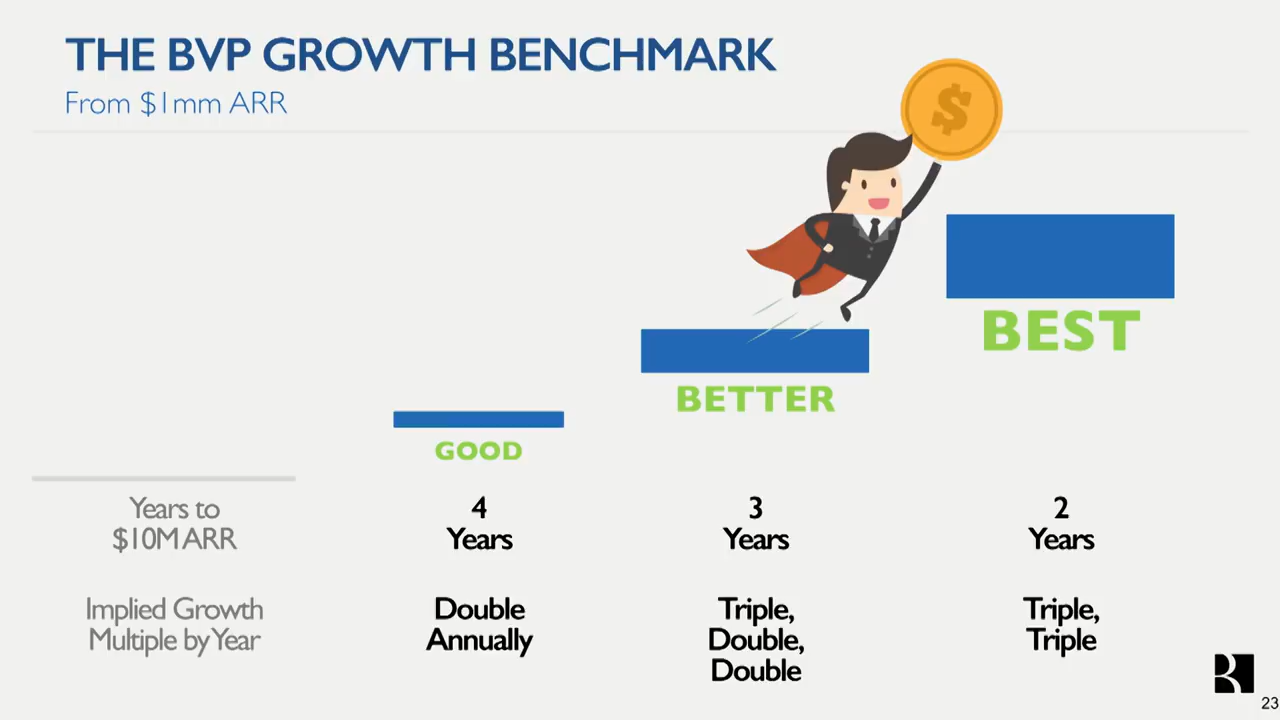 THE BVP GROWTH BENCHMARK
From $1mm ARR
$
BEST
BETTER
GOOD
Years to
$10M ARR
4
Years
3
Years
2
Years
Implied Growth
Multiple by Year
Double
Annually
Triple,
Double,
Double
Triple,
Triple
23